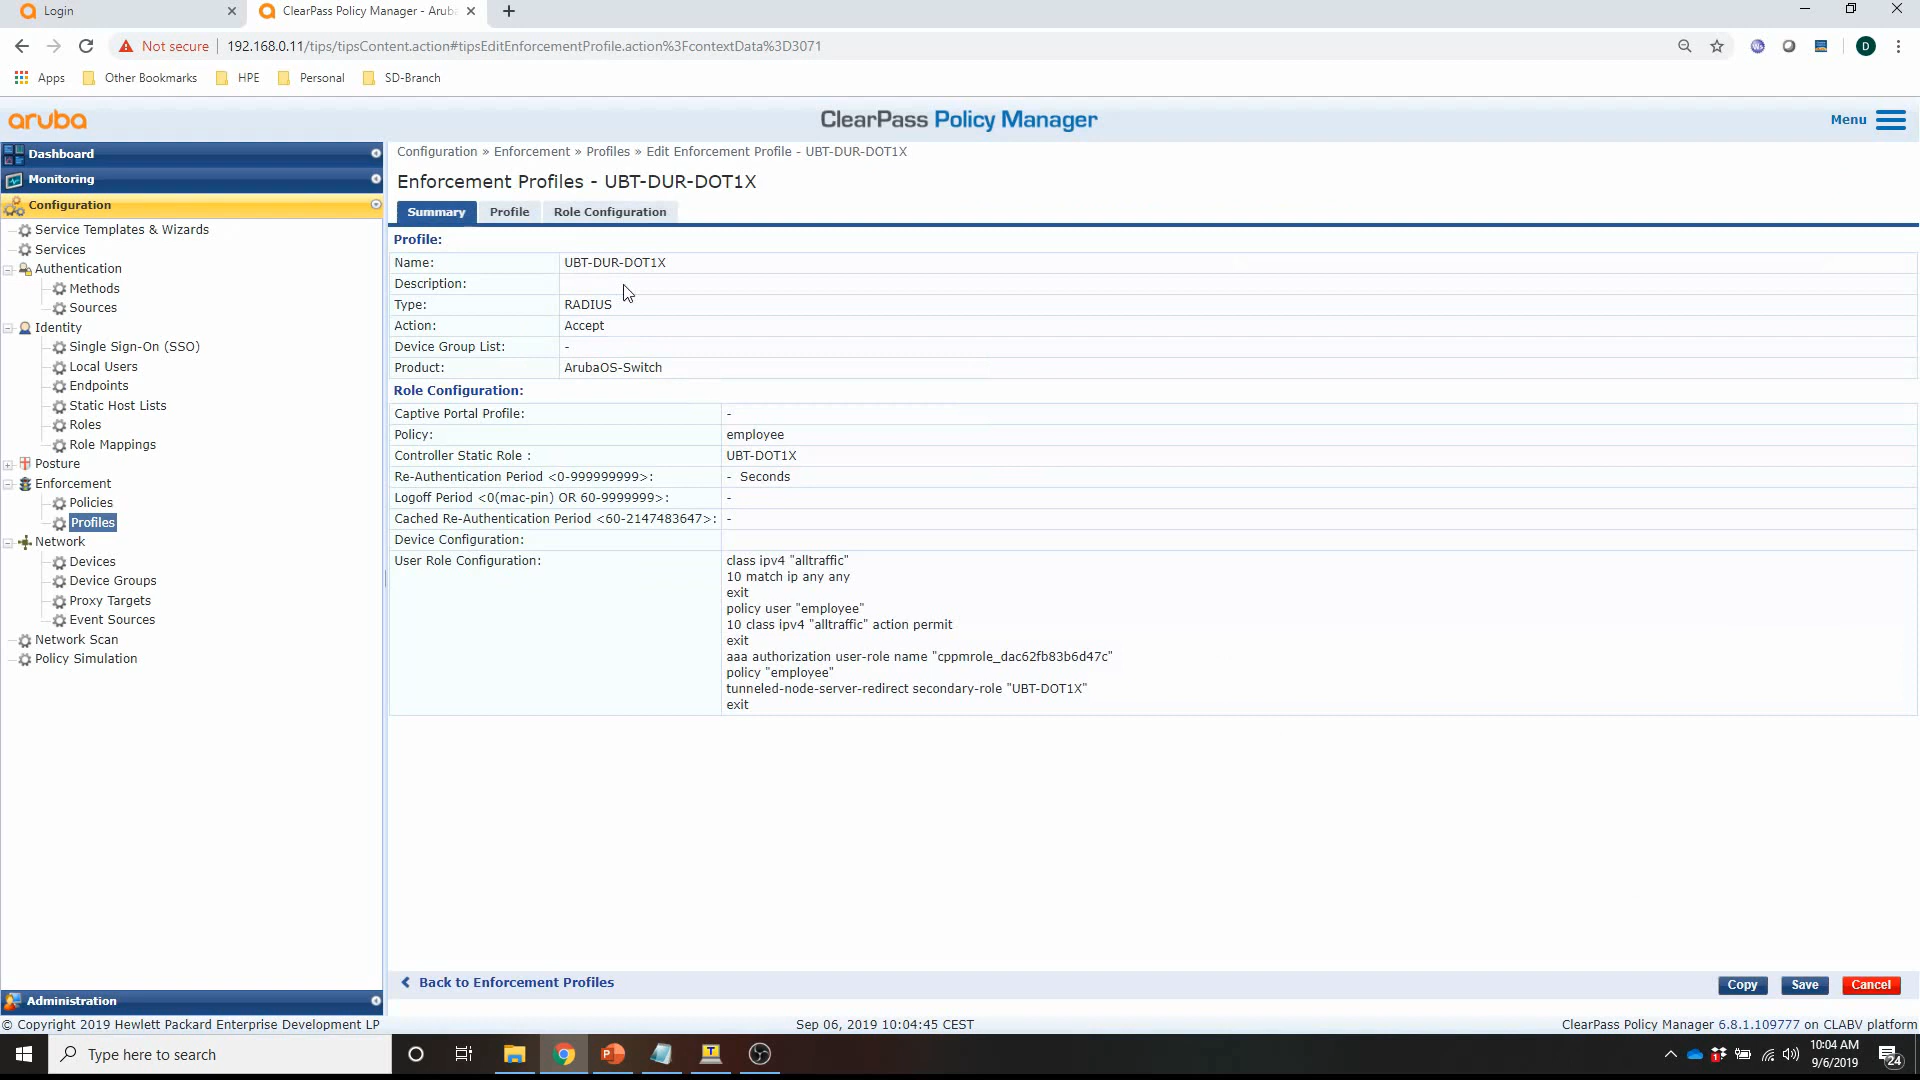 Login
ClearPass Policy Manager - Aruba
Not secure
192.168.0.11/tips/tipsContent.action#tipsEditEnforcementProfile.action%3FcontextData%3D3071
D
Apps
Other Bookmarks
HPE
Personal
SD-Branch
aruba
ClearPass Policy Manager
Menu
Dashboard
Monitoring
Configuration
Service Templates & Wizards
Services
Authentication
Methods
Sources
Identity
Single Sign-On (SSO)
Local Users
Endpoints
Static Host Lists
Roles
Role Mappings
Posture
Enforcement
Policies
Profiles
Network
Devices
Device Groups
Proxy Targets
Event Sources
Network Scan
Policy Simulation
Administration
Configuration » Enforcement » Profiles » Edit Enforcement Profile - UBT-DUR-DOT1X
Enforcement Profiles - UBT-DUR-DOT1X
Summary Profile Role Configuration
Profile:
Name: UBT-DUR-DOT1X
Description:
Type: RADIUS
Action: Accept
Device Group List: -
Product: ArubaOS-Switch
Role Configuration:
Captive Portal Profile: -
Policy: employee
Controller Static Role : UBT-DOT1X
Re-Authentication Period <0-999999999>: - Seconds
Logoff Period <0(mac-pin) OR 60-9999999>: -
Cached Re-Authentication Period <60-2147483647>: -
Device Configuration:
User Role Configuration: class ipv4 "alltraffic"
10 match ip any any
exit
policy user "employee"
10 class ipv4 "alltraffic" action permit
exit
aaa authorization user-role name "cppmrole_dac62fb83b6d47c"
policy "employee"
tunneled-node-server-redirect secondary-role "UBT-DOT1X"
exit
Back to Enforcement Profiles
Copy Save Cancel
© Copyright 2019 Hewlett Packard Enterprise Development LP
Sep 06, 2019 10:04:45 CEST
ClearPass Policy Manager 6.8.1.109777 on CLABV platform
Type here to search
10:04 AM
9/6/2019
24